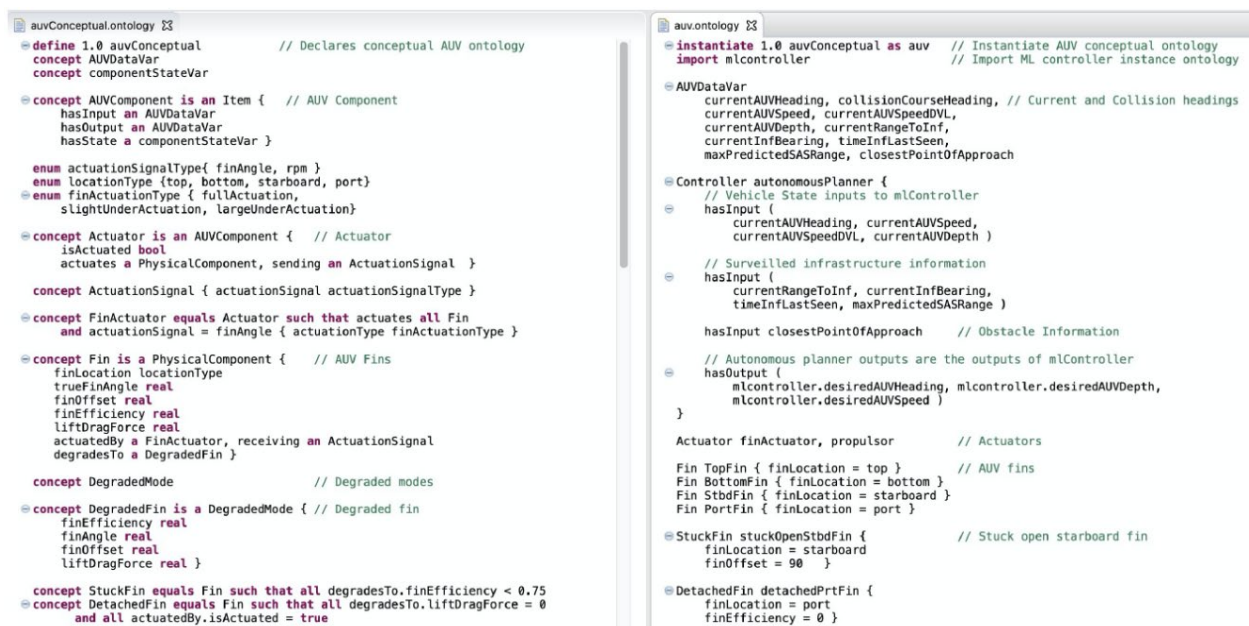 auvConceptual.ontology
define 1.0 auvConceptual // Declares conceptual AUV ontology
concept AUVDataVar
concept componentStateVar
concept AUVComponent is an Item { // AUV Component
hasInput an AUVDataVar
hasOutput an AUVDataVar
hasState a componentStateVar }
enum actuationSignalType{ finAngle, rpm }
enum locationType {top, bottom, starboard, port}
enum finActuationType { fullActuation,
slightUnderActuation, largeUnderActuation}
concept Actuator is an AUVComponent { // Actuator
isActuated bool
actuates a PhysicalComponent, sending an ActuationSignal }
concept ActuationSignal { actuationSignal actuationSignalType }
concept FinActuator equals Actuator such that actuates all Fin
and actuationSignal = finAngle { actuationType finActuationType }
concept Fin is a PhysicalComponent { // AUV Fins
finLocation locationType
trueFinAngle real
finOffset real
finEfficiency real
liftDragForce real
actuatedBy a FinActuator, receiving an ActuationSignal
degradesTo a DegradedFin }
concept DegradedMode // Degraded modes
concept DegradedFin is a DegradedMode { // Degraded fin
finEfficiency real
finAngle real
finOffset real
liftDragForce real }
concept StuckFin equals Fin such that all degradesTo.finEfficiency < 0.75
concept DetachedFin equals Fin such that all degradesTo.liftDragForce = 0
and all actuatedBy.isActuated = true
auv.ontology
instantiate 1.0 auvConceptual as auv // Instantiate AUV conceptual ontology
import mlcontroller // Import ML controller instance ontology
AUVDataVar
currentAUVHeading, collisionCourseHeading, // Current and Collision headings
currentAUVSpeed, currentAUVSpeedDVL,
currentAUVDepth, currentRangeToInf,
currentInfBearing, timeInfLastSeen,
maxPredictedSASRange, closestPointOfApproach
Controller autonomousPlanner {
// Vehicle State inputs to mlController
hasInput (
currentAUVHeading, currentAUVSpeed,
currentAUVSpeedDVL, currentAUVDepth )
// Surveilled infrastructure information
hasInput (
currentRangeToInf, currentInfBearing,
timeInfLastSeen, maxPredictedSASRange )
hasInput closestPointOfApproach // Obstacle Information
// Autonomous planner outputs are the outputs of mlController
hasOutput (
mlcontroller.desiredAUVHeading, mlcontroller.desiredAUVDepth,
mlcontroller.desiredAUVSpeed )
}
Actuator finActuator, propulsor // Actuators
Fin TopFin { finLocation = top } // AUV fins
Fin BottomFin { finLocation = bottom }
Fin StbdFin { finLocation = starboard }
Fin PortFin { finLocation = port }
StuckFin stuckOpenStbdFin { // Stuck open starboard fin
finLocation = starboard
finOffset = 90 }
DetachedFin detachedPrtFin {
finLocation = port
finEfficiency = 0 }